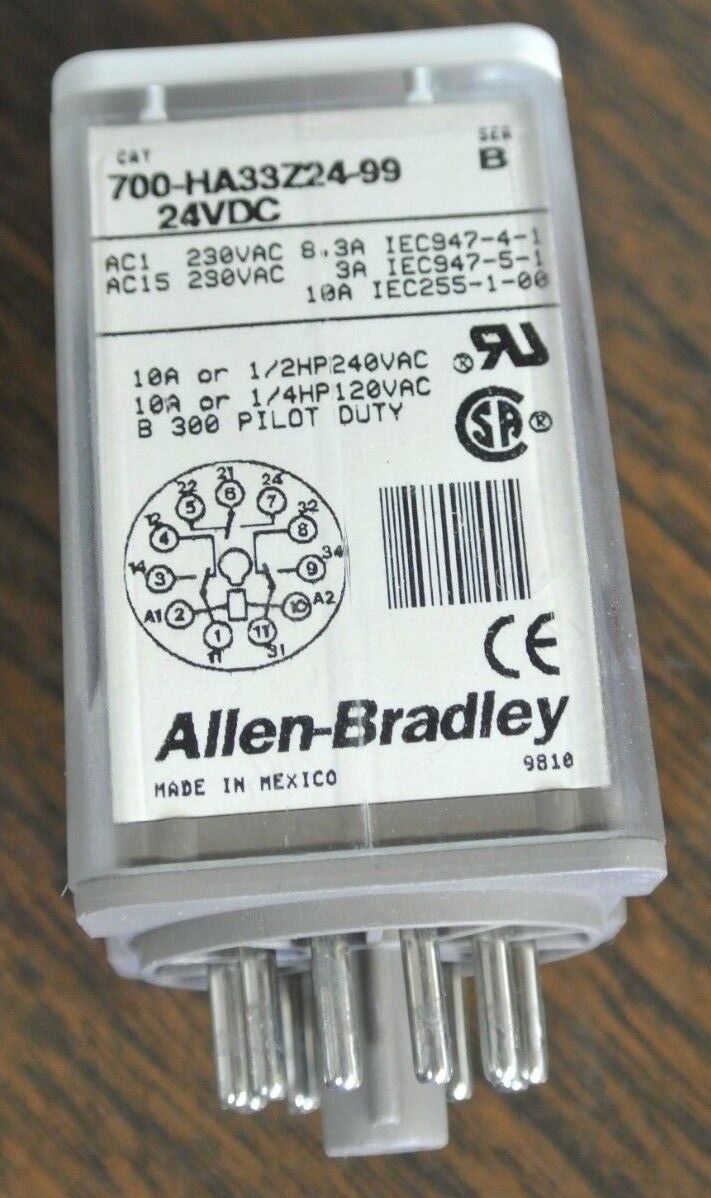 CAT SER
700-HA33Z24-99 B
24VDC
AC1 230VAC 8.3A IEC947-4-1
AC15 230VAC 3A IEC947-5-1
10A IEC255-1-00
10A or 1/2HP 240VAC
10A or 1/4HP 120VAC
B 300 PILOT DUTY
® RU
SA ®
21
22 6 24
5 7
12 32
4 8
14 3 9 34
A1 2 10 A2
1 11
11 31
CE
Allen-Bradley
MADE IN MEXICO 9810